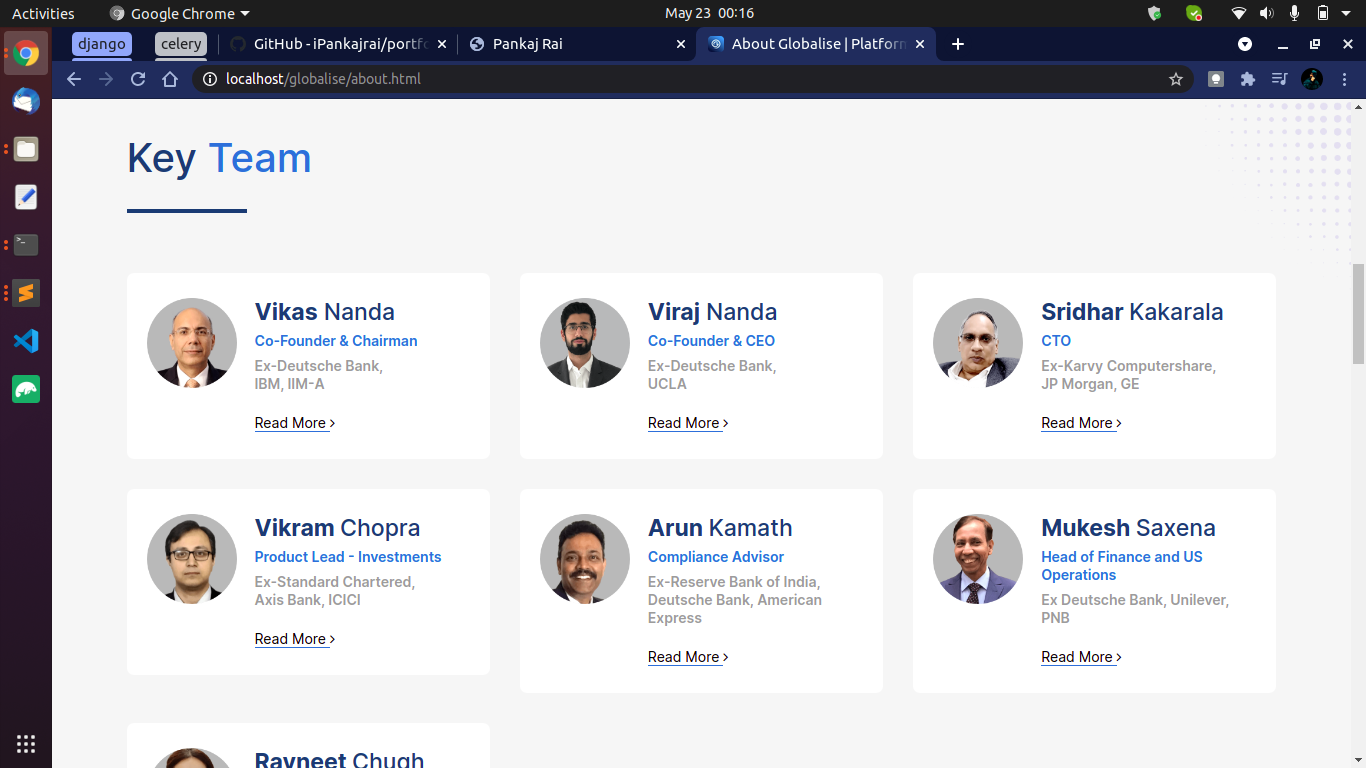 Activities
Google Chrome
May 23 00:16
django
celery
GitHub - iPankajrai/portfo
Pankaj Rai
About Globalise | Platform
localhost/globalise/about.html
Key Team
Vikas Nanda
Co-Founder & Chairman
Ex-Deutsche Bank,
IBM, IIM-A
Read More
Viraj Nanda
Co-Founder & CEO
Ex-Deutsche Bank,
UCLA
Read More
Sridhar Kakarala
CTO
Ex-Karvy Computershare,
JP Morgan, GE
Read More
Vikram Chopra
Product Lead - Investments
Ex-Standard Chartered,
Axis Bank, ICICI
Read More
Arun Kamath
Compliance Advisor
Ex-Reserve Bank of India,
Deutsche Bank, American
Express
Read More
Mukesh Saxena
Head of Finance and US
Operations
Ex Deutsche Bank, Unilever,
PNB
Read More
Ravneet Chugh